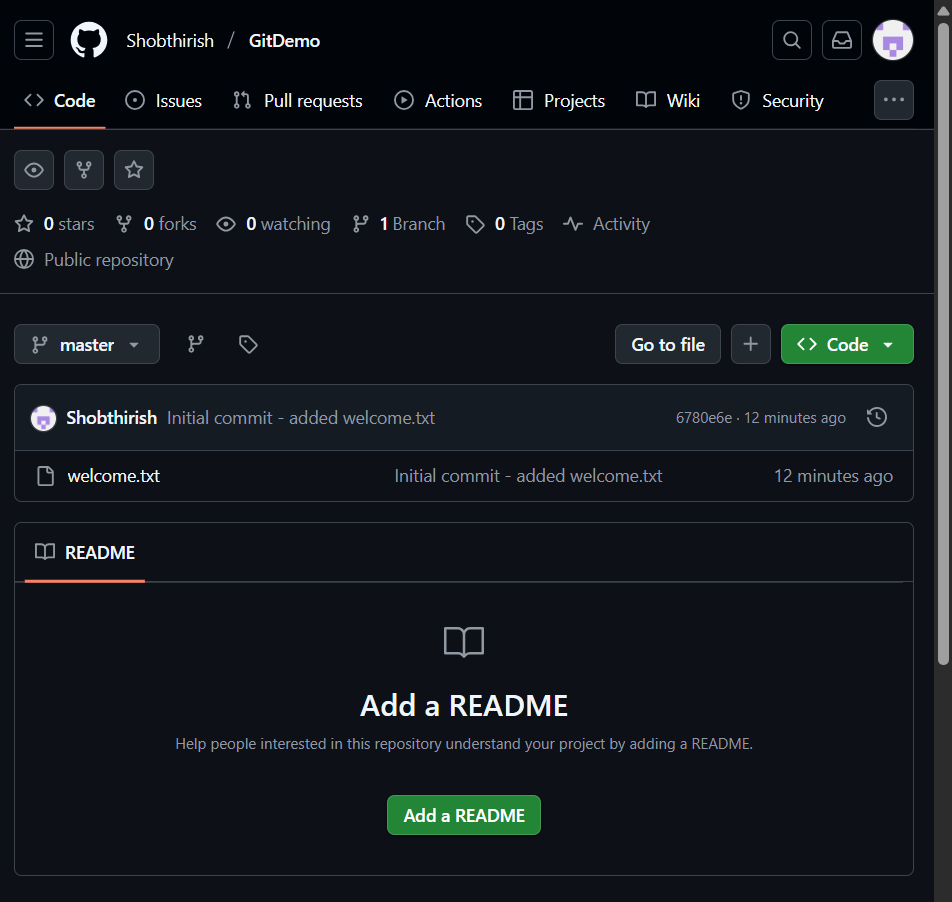 Shobthirish / GitDemo
Code Issues Pull requests Actions Projects Wiki Security
0 stars 0 forks 0 watching 1 Branch 0 Tags Activity
Public repository
master Go to file Code
Shobthirish Initial commit - added welcome.txt 6780e6e · 12 minutes ago
welcome.txt Initial commit - added welcome.txt 12 minutes ago
README
Add a README
Help people interested in this repository understand your project by adding a README.
Add a README